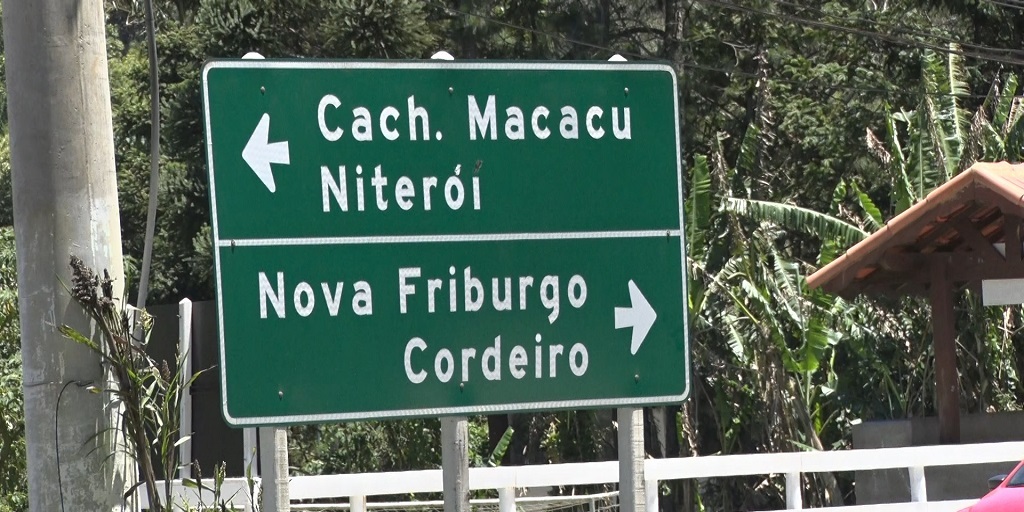 Cach. Macacu
Niterói
Nova Friburgo
Cordeiro